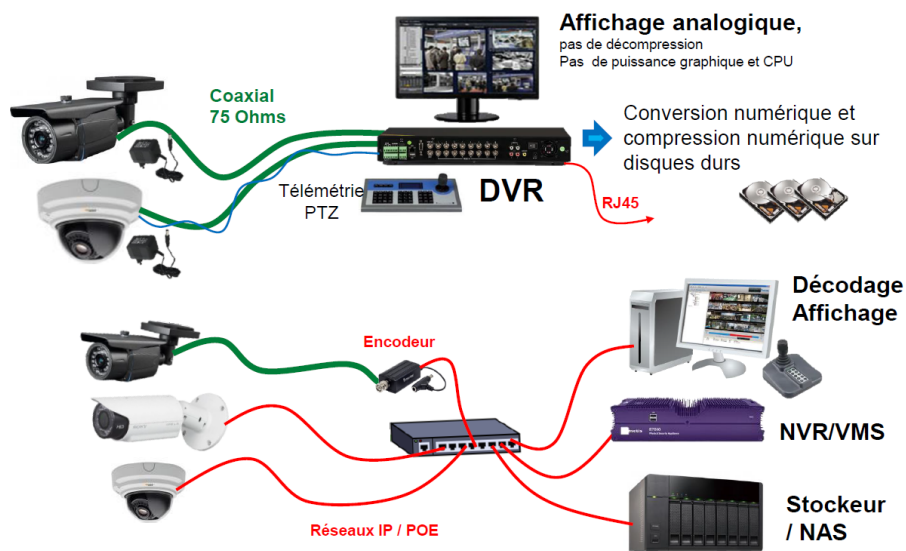 Affichage analogique,
pas de décompression
Pas de puissance graphique et CPU
Coaxial
75 Ohms
Conversion numérique et
compression numérique sur
disques durs
Télémétrie
PTZ
DVR
RJ45
Décodage
Affichage
Encodeur
NVR/VMS
Stockeur
/ NAS
Réseaux IP / POE